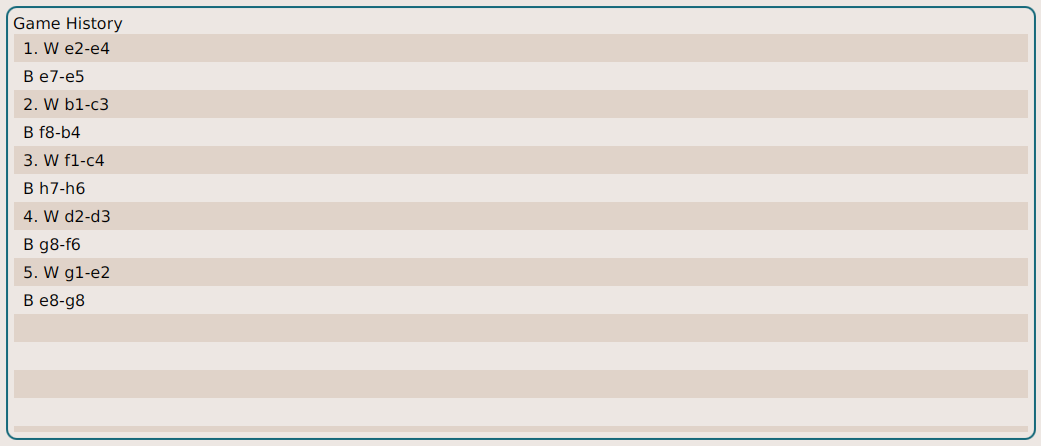 Game History
1. W e2-e4
B e7-e5
2. W b1-c3
B f8-b4
3. W f1-c4
B h7-h6
4. W d2-d3
B g8-f6
5. W g1-e2
B e8-g8